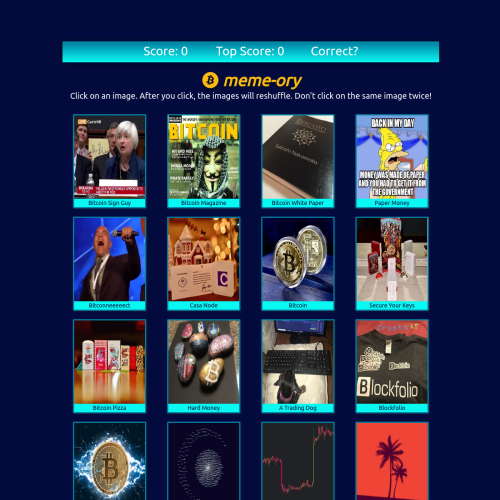 Score: 0 Top Score: 0 Correct?
meme-ory
Click on an image. After you click, the images will reshuffle. Don't click on the same image twice!
BITCOIN
BACK IN MY DAY
MONEY WAS MADE OF PAPER
AND YOU HAD TO GET IT FROM
THE GOVERNMENT
Bitcoin Sign Guy Bitcoin Magazine Bitcoin White Paper Paper Money
Bitconneeeeect Casa Node Bitcoin Secure Your Keys
Crypto
Blockfolio
Bitcoin Pizza Hard Money A Trading Dog Blockfolio